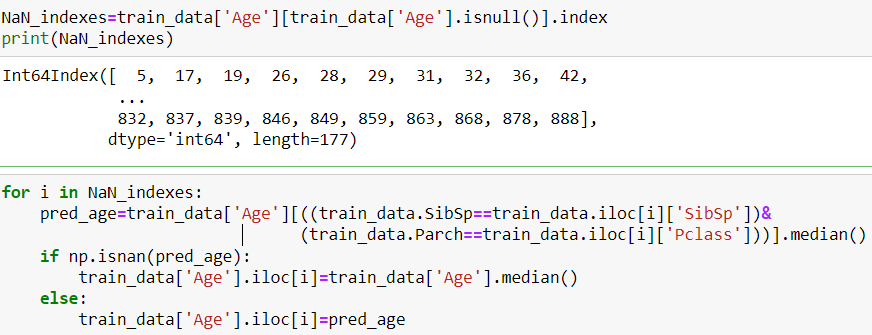 NaN_indexes=train_data['Age'][train_data['Age'].isnull()].index
print(NaN_indexes)
Int64Index([  5,  17,  19,  26,  28,  29,  31,  32,  36,  42,
            ...
            832, 837, 839, 846, 849, 859, 863, 868, 878, 888],
           dtype='int64', length=177)
for i in NaN_indexes:
    pred_age=train_data['Age'][((train_data.SibSp==train_data.iloc[i]['SibSp'])&
                                (train_data.Parch==train_data.iloc[i]['Pclass']))].median()
    if np.isnan(pred_age):
        train_data['Age'].iloc[i]=train_data['Age'].median()
    else:
        train_data['Age'].iloc[i]=pred_age